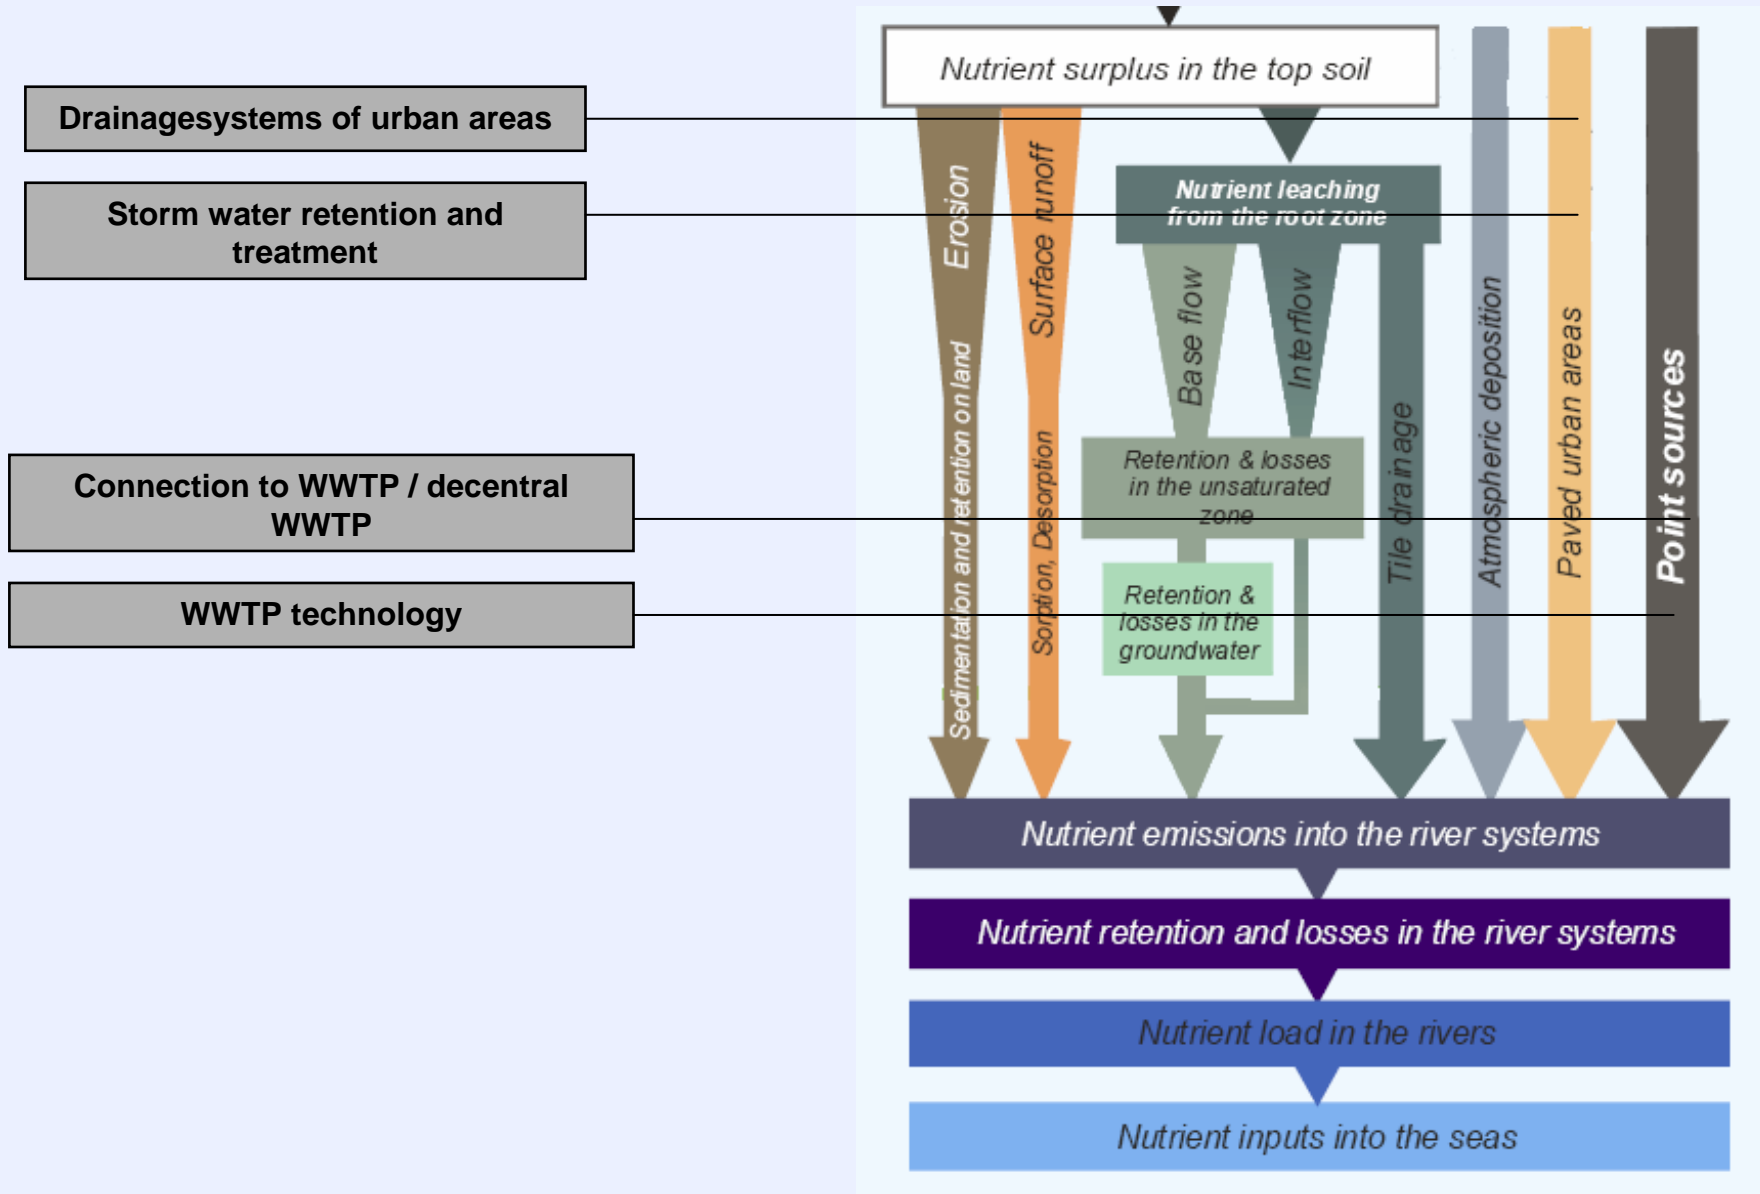 Nutrient surplus in the top soil
Drainagesystems of urban areas
Storm water retention and
treatment
Connection to WWTP / decentral
WWTP
WWTP technology
Erosion
Sedimentation and retention on land
Surface runoff
Sorption, Desorption
Nutrient leaching
from the root zone
Base flow
Interflow
Retention & losses
in the unsaturated
zone
Retention &
losses in the
groundwater
Tile drainage
Atmospheric deposition
Paved urban areas
Point sources
Nutrient emissions into the river systems
Nutrient retention and losses in the river systems
Nutrient load in the rivers
Nutrient inputs into the seas